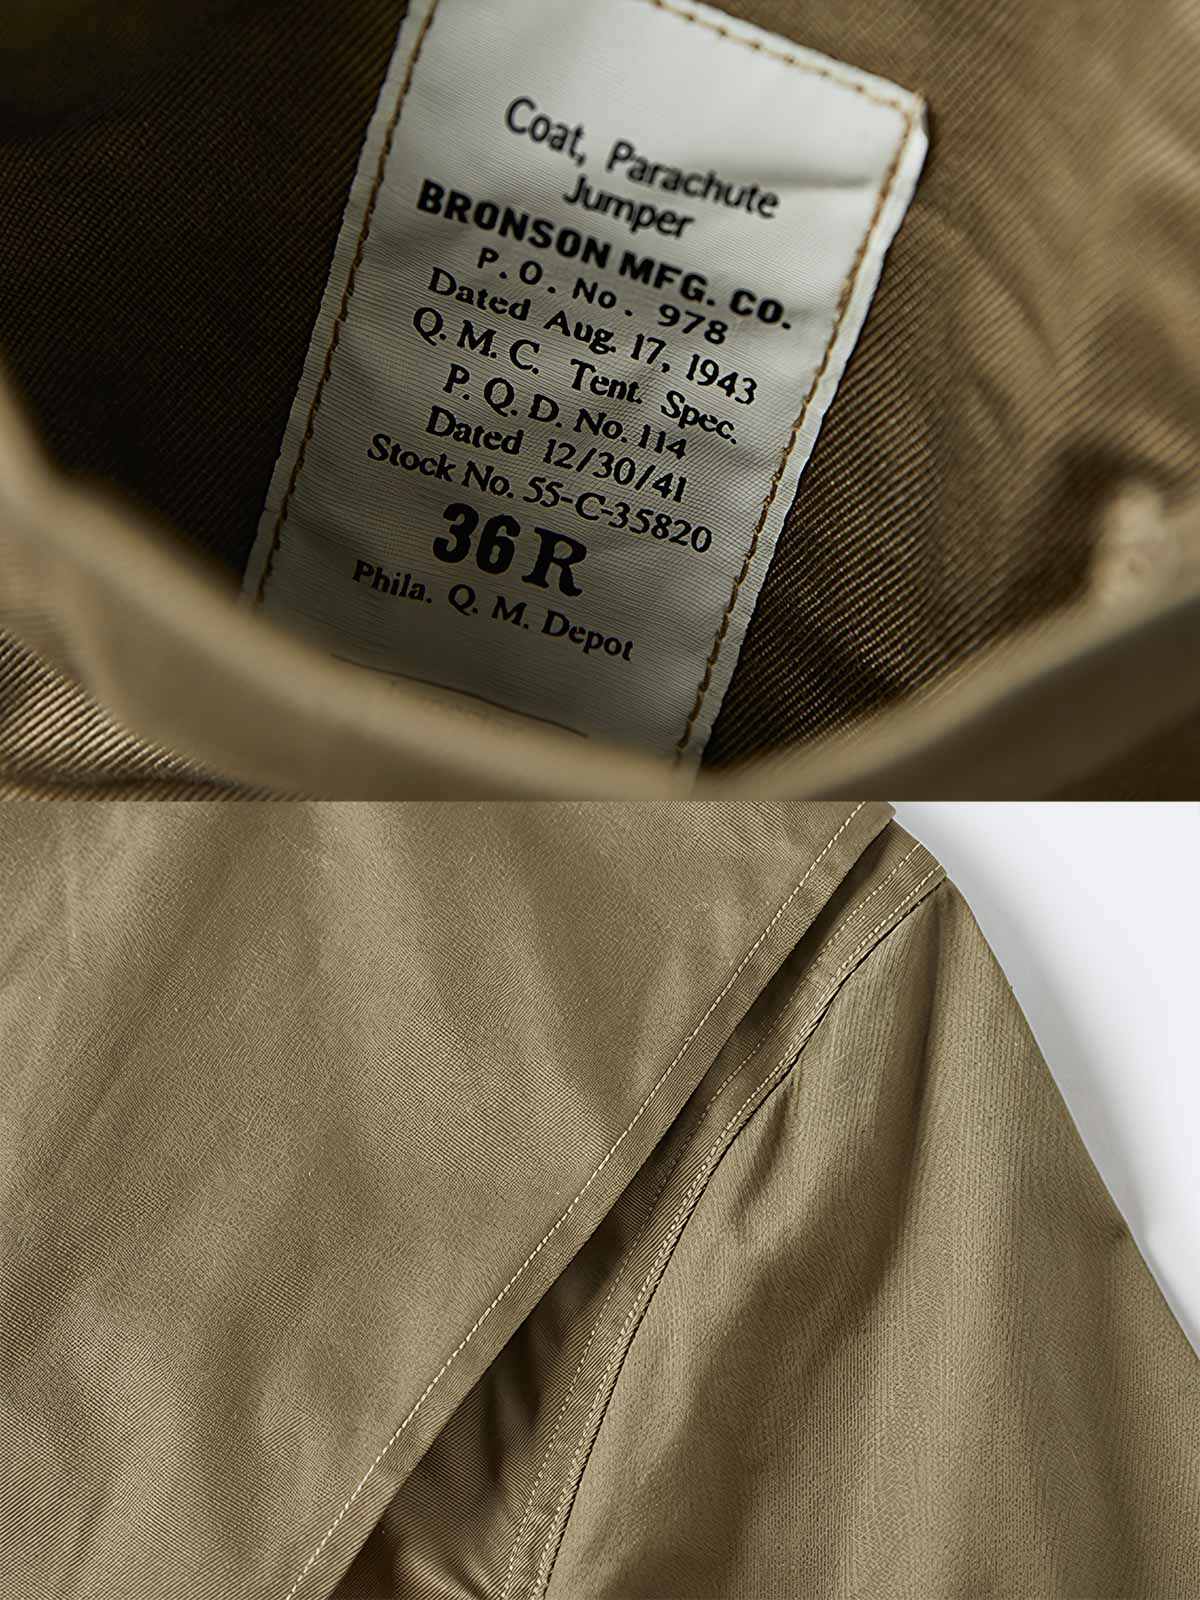 Coat, Parachute
Jumper
BRONSON MFG. CO.
P. O. No. 978
Dated Aug. 17, 1943
Q. M. C. Tent. Spec.
P. Q. D. No. 114
Dated 12/30/41
Stock No. 55-C-35820
36 R
Phila. Q. M. Depot